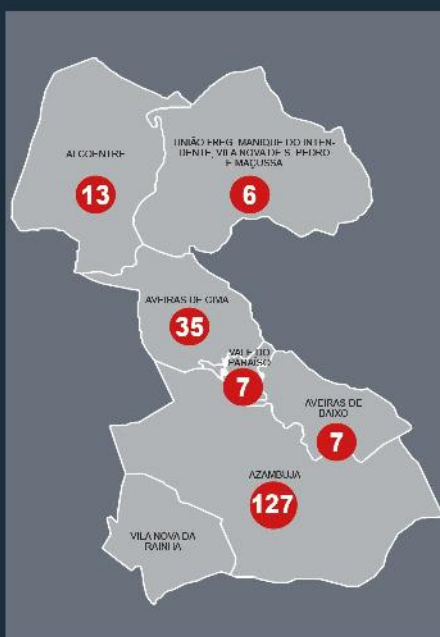 ALCOENTRE
13
UNIÃO FREG. MANIQUE DO INTEN-
DENTE, VILA NOVA DE S. PEDRO
E MAÇUSSA
6
AVEIRAS DE CIMA
35
VALE DO
PARAÍSO
7
AVEIRAS DE
BAIXO
7
AZAMBUJA
127
VILA NOVA DA
RAINHA